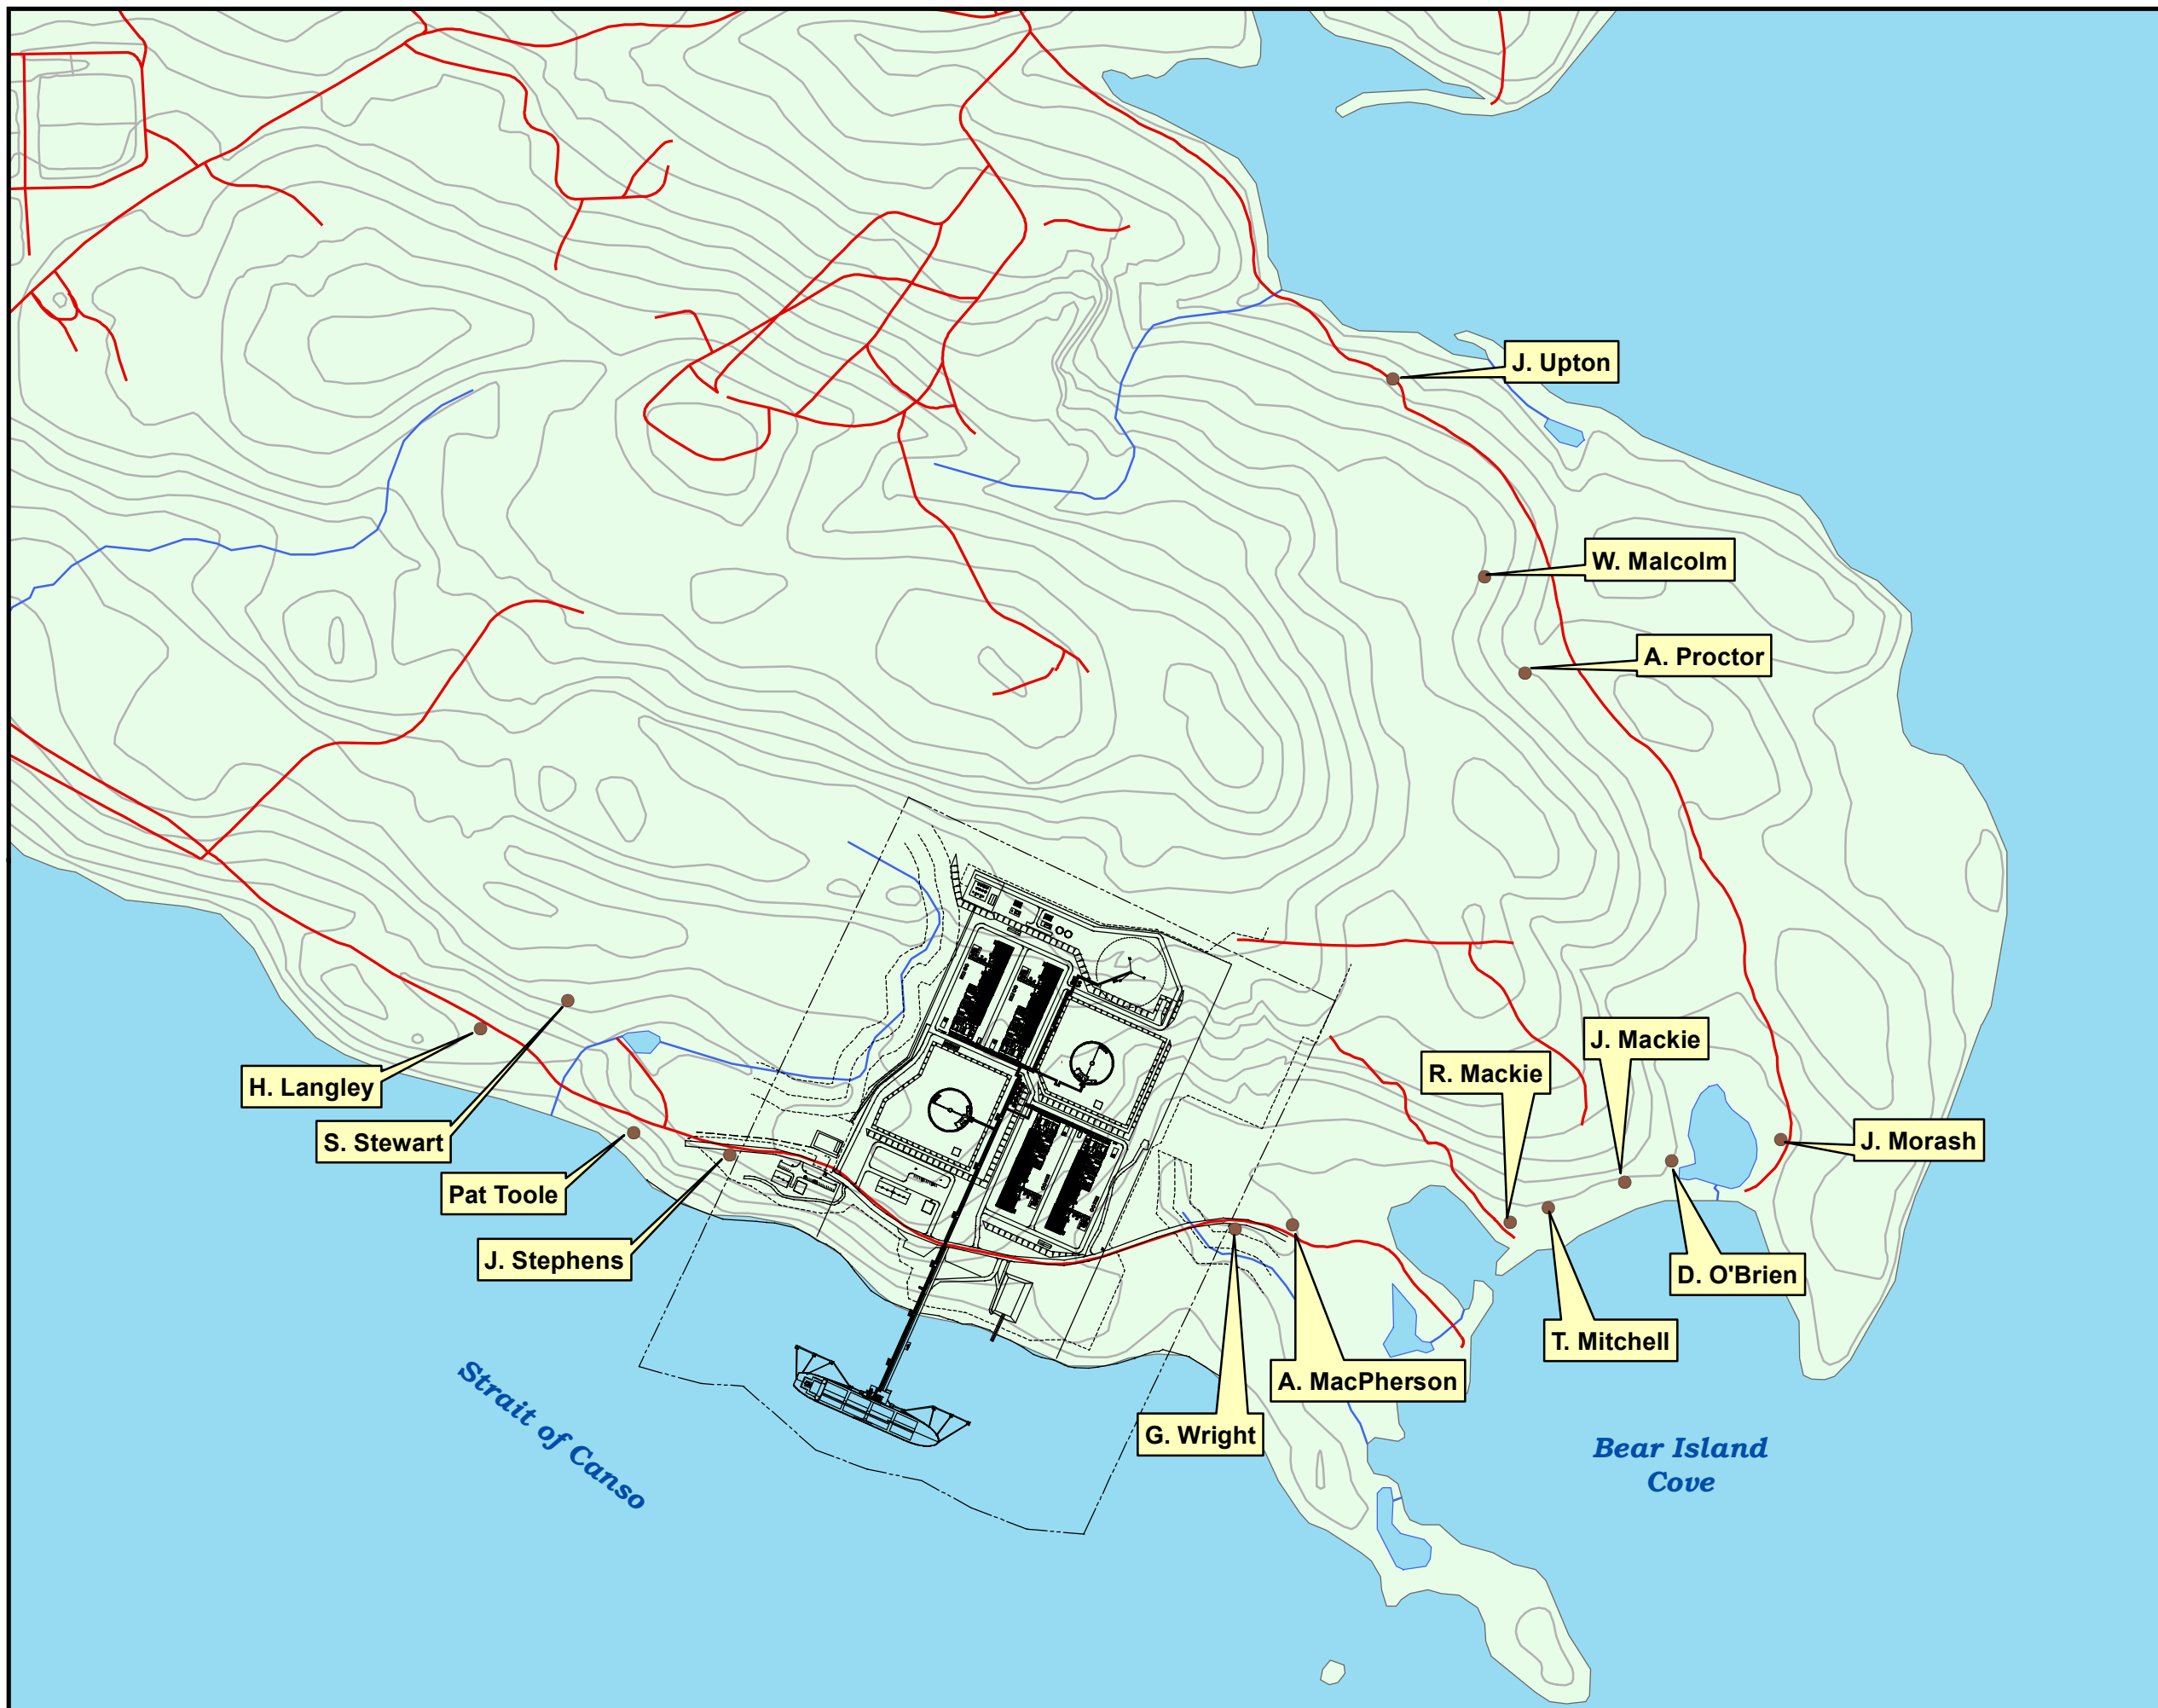 J. Upton
W. Malcolm
A. Proctor
J. Mackie
R. Mackie
H. Langley
J. Morash
S. Stewart
Pat Toole
J. Stephens
D. O'Brien
T. Mitchell
A. MacPherson
G. Wright
Strait of Canso
Bear Island
Cove